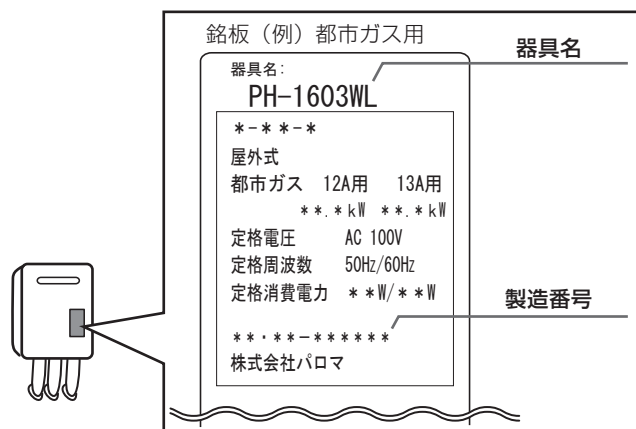 銘板（例）都市ガス用
器具名
器具名:
PH-1603WL
*-**-*
屋外式
都市ガス 12A用 13A用
**.*kW **.*kW
定格電圧 AC 100V
定格周波数 50Hz/60Hz
定格消費電力 **W/**W
製造番号
**・**-******
株式会社パロマ